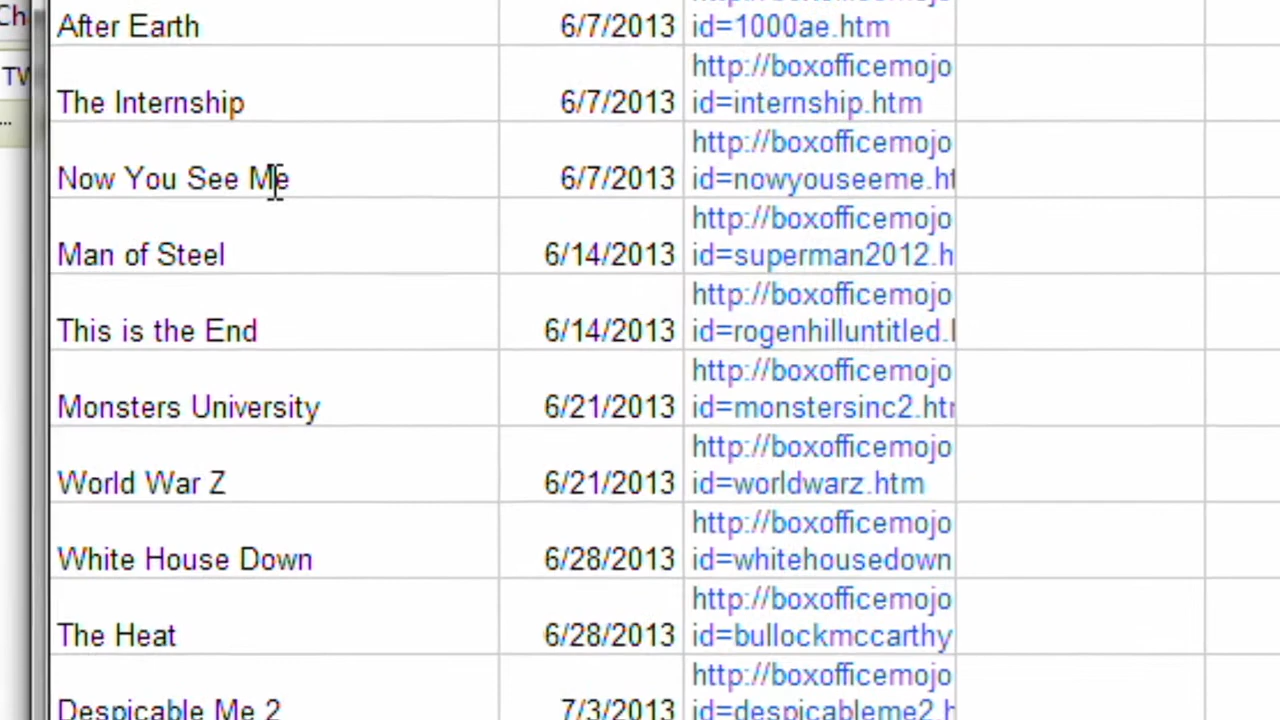 Ch
After Earth 6/7/2013 id=1000ae.htm
TW
http://boxofficemojo
The Internship 6/7/2013 id=internship.htm
...
http://boxofficemojo
Now You See Me 6/7/2013 id=nowyouseeme.ht
http://boxofficemojo
Man of Steel 6/14/2013 id=superman2012.h
http://boxofficemojo
This is the End 6/14/2013 id=rogenhilluntitled.
http://boxofficemojo
Monsters University 6/21/2013 id=monstersinc2.htm
http://boxofficemojo
World War Z 6/21/2013 id=worldwarz.htm
http://boxofficemojo
White House Down 6/28/2013 id=whitehousedown
http://boxofficemojo
The Heat 6/28/2013 id=bullockmccarthy
http://boxofficemojo
Despicable Me 2 7/3/2013 id=despicableme2.h